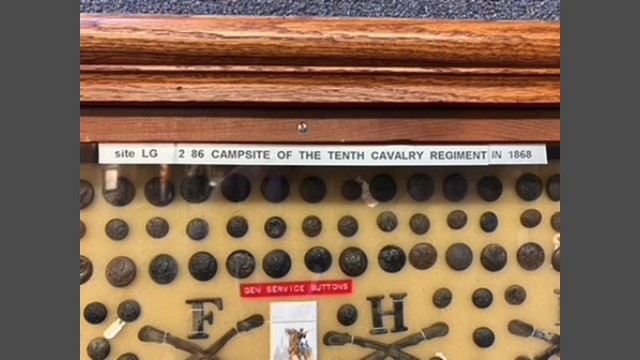 site LG 2 86 CAMPSITE OF THE TENTH CAVALRY REGIMENT IN 1868
GEN SERVICE BUTTONS
F H